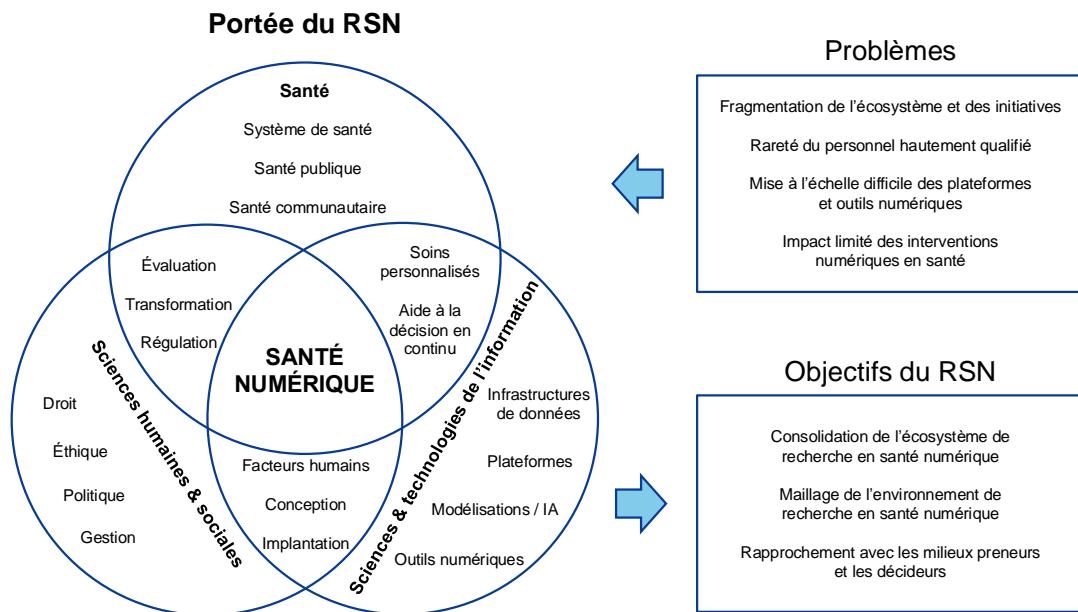 Portée du RSN
Santé
Système de santé
Santé publique
Santé communautaire
Évaluation
Transformation
Régulation
Soins
personnalisés
Aide à la
décision en
continu
SANTÉ
NUMÉRIQUE
Sciences humaines & sociales
Droit
Éthique
Politique
Gestion
Facteurs humains
Conception
Implantation
Sciences & technologies de l’information
Infrastructures
de données
Plateformes
Modélisations / IA
Outils numériques
Problèmes
Fragmentation de l’écosystème et des initiatives
Rareté du personnel hautement qualifié
Mise à l’échelle difficile des plateformes
et outils numériques
Impact limité des interventions
numériques en santé
Objectifs du RSN
Consolidation de l’écosystème de
recherche en santé numérique
Maillage de l’environnement de
recherche en santé numérique
Rapprochement avec les milieux preneurs
et les décideurs